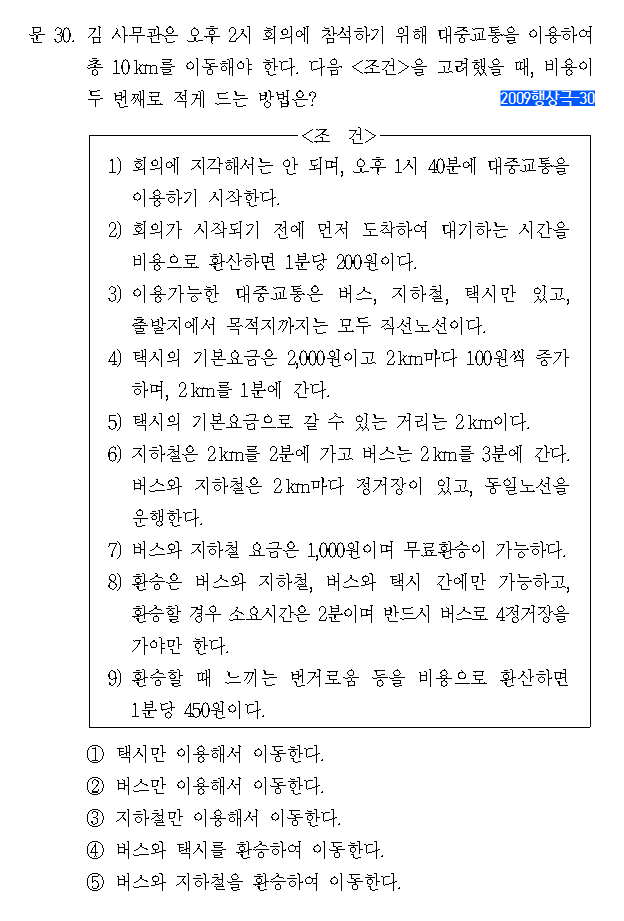 문 30. 김 사무관은 오후 2시 회의에 참석하기 위해 대중교통을 이용하여
총 10km를 이동해야 한다. 다음 <조건>을 고려했을 때, 비용이
두 번째로 적게 드는 방법은?
2009행상극-30
<조 건>
1) 회의에 지각해서는 안 되며, 오후 1시 40분에 대중교통을
이용하기 시작한다.
2) 회의가 시작되기 전에 먼저 도착하여 대기하는 시간을
비용으로 환산하면 1분당 200원이다.
3) 이용가능한 대중교통은 버스, 지하철, 택시만 있고,
출발지에서 목적지까지는 모두 직선노선이다.
4) 택시의 기본요금은 2,000원이고 2km마다 100원씩 증가
하며, 2km를 1분에 간다.
5) 택시의 기본요금으로 갈 수 있는 거리는 2km이다.
6) 지하철은 2km를 2분에 가고 버스는 2km를 3분에 간다.
버스와 지하철은 2km마다 정거장이 있고, 동일노선을
운행한다.
7) 버스와 지하철 요금은 1,000원이며 무료환승이 가능하다.
8) 환승은 버스와 지하철, 버스와 택시 간에만 가능하고,
환승할 경우 소요시간은 2분이며 반드시 버스로 4정거장을
가야만 한다.
9) 환승할 때 느끼는 번거로움 등을 비용으로 환산하면
1분당 450원이다.
① 택시만 이용해서 이동한다.
② 버스만 이용해서 이동한다.
③ 지하철만 이용해서 이동한다.
④ 버스와 택시를 환승하여 이동한다.
⑤ 버스와 지하철을 환승하여 이동한다.